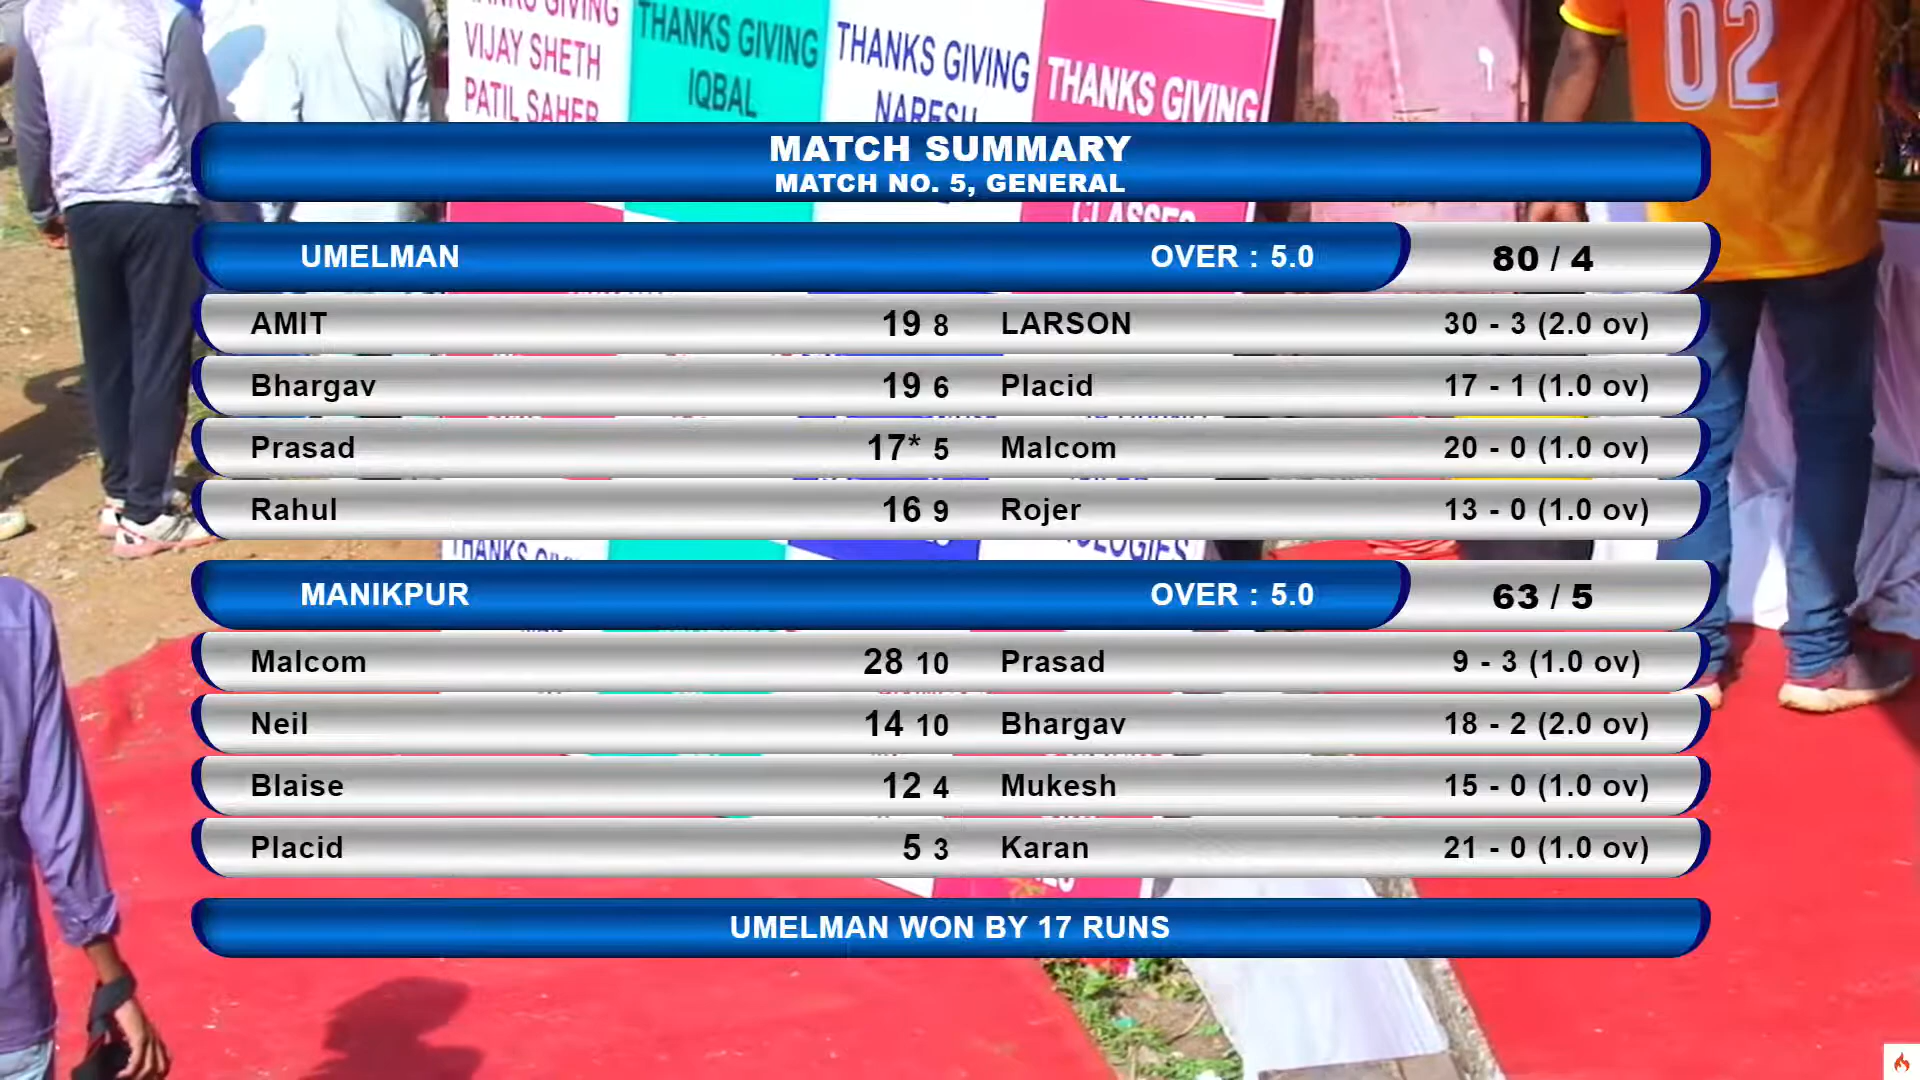 THANKS GIVING
VIJAY SHETH
PATIL SAHEB
THANKS GIVING
IQBAL
THANKS GIVING
NARESH
THANKS GIVING
CLASSES
02
MATCH SUMMARY
MATCH NO. 5, GENERAL
UMELMAN OVER : 5.0 80 / 4
AMIT 19 8 LARSON 30 - 3 (2.0 ov)
Bhargav 19 6 Placid 17 - 1 (1.0 ov)
Prasad 17* 5 Malcom 20 - 0 (1.0 ov)
Rahul 16 9 Rojer 13 - 0 (1.0 ov)
THANKS GIVING
MANIKPUR OVER : 5.0 63 / 5
Malcom 28 10 Prasad 9 - 3 (1.0 ov)
Neil 14 10 Bhargav 18 - 2 (2.0 ov)
Blaise 12 4 Mukesh 15 - 0 (1.0 ov)
Placid 5 3 Karan 21 - 0 (1.0 ov)
UMELMAN WON BY 17 RUNS